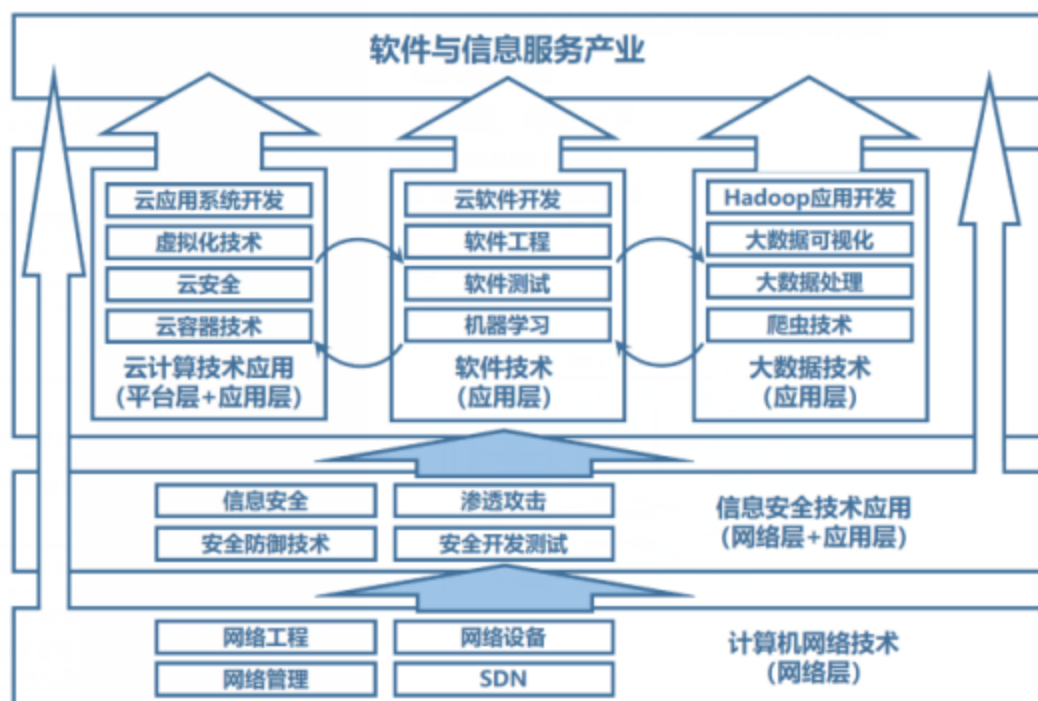 软件与信息服务产业
云应用系统开发
虚拟化技术
云安全
云容器技术
云计算技术应用
(平台层+应用层)
云软件开发
软件工程
软件测试
机器学习
软件技术
(应用层)
Hadoop应用开发
大数据可视化
大数据处理
爬虫技术
大数据技术
(应用层)
信息安全
渗透攻击
安全防御技术
安全开发测试
信息安全技术应用
(网络层+应用层)
网络工程
网络设备
网络管理
SDN
计算机网络技术
(网络层)